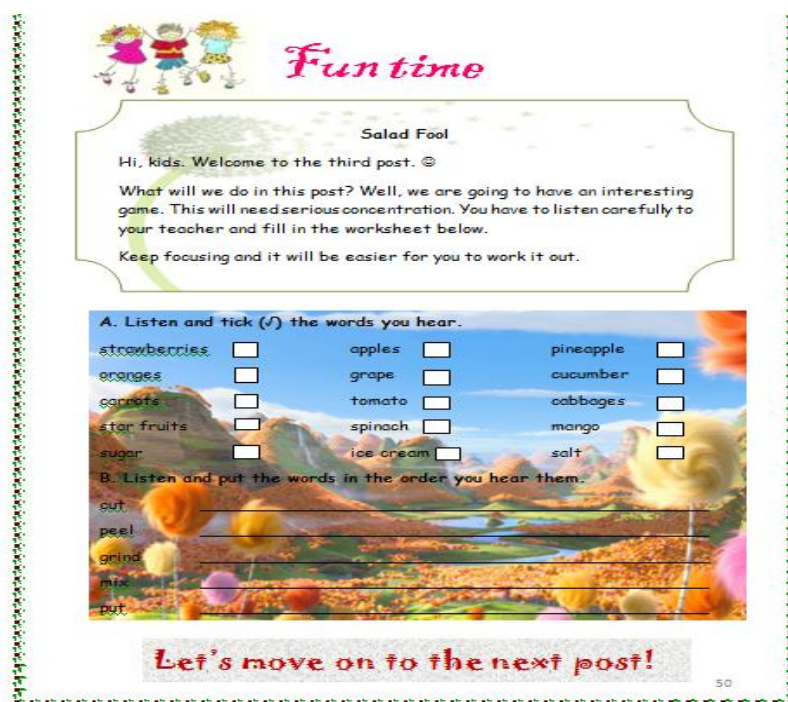 Fun time
Salad Fool
Hi, kids. Welcome to the third post. ☺
What will we do in this post? Well, we are going to have an interesting
game. This will need serious concentration. You have to listen carefully to
your teacher and fill in the worksheet below.
Keep focusing and it will be easier for you to work it out.
A. Listen and tick (√) the words you hear.
strawberries apples pineapple
oranges grape cucumber
carrots tomato cabbages
star fruits spinach mango
sugar ice cream salt
B. Listen and put the words in the order you hear them.
cut
peel
grind
mix
put
Let's move on to the next post!
50